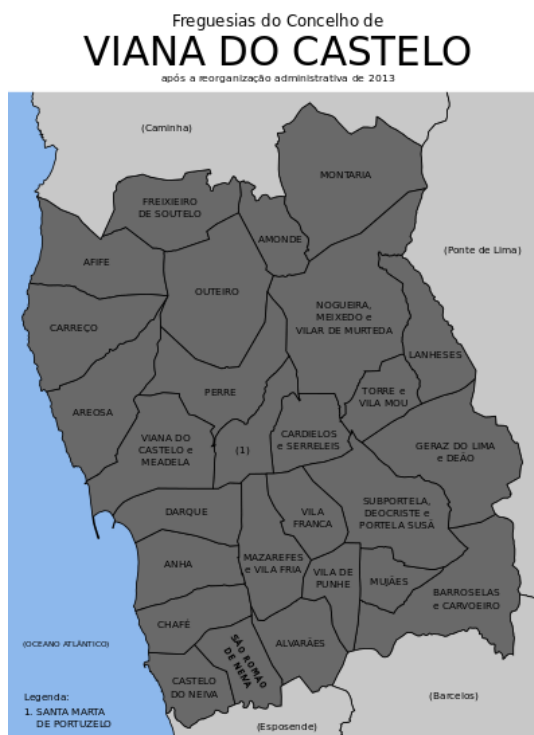 Freguesias do Concelho de
VIANA DO CASTELO
após a reorganização administrativa de 2013
(Caminha)
MONTARIA
FREIXIEIRO
DE SOUTELO
AMONDE
(Ponte de Lima)
AFIFE
OUTEIRO
NOGUEIRA,
MEIXEDO e
VILAR DE MURTEDA
CARREÇO
LANHESES
PERRE
TORRE e
VILA MOU
AREOSA
VIANA DO
CASTELO e
MEADELA
(1)
CARDIELOS
e SERRELEIS
GERAZ DO LIMA
e DEÃO
DARQUE
VILA
FRANCA
SUBPORTELA,
DEOCRISTE e
PORTELA SUSÃ
ANHA
MAZAREFES
e VILA FRIA
VILA DE
PUNHE
MUJÃES
BARROSELAS
e CARVOEIRO
CHAFÉ
SÃO ROMÃO
DE NEIVA
ALVARÃES
(OCEANO ATLÂNTICO)
CASTELO
DO NEIVA
(Barcelos)
Legenda:
1. SANTA MARTA
DE PORTUZELO
(Esposende)